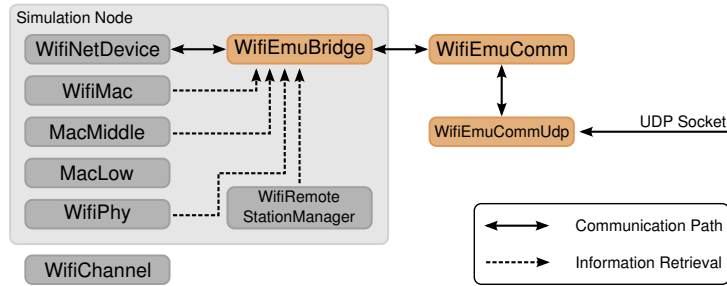 Simulation Node
WifiNetDevice
WifiEmuBridge
WifiEmuComm
WifiMac
MacMiddle
WifiEmuCommUdp
UDP Socket
MacLow
WifiPhy
WifiRemote
StationManager
WifiChannel
Communication Path
Information Retrieval